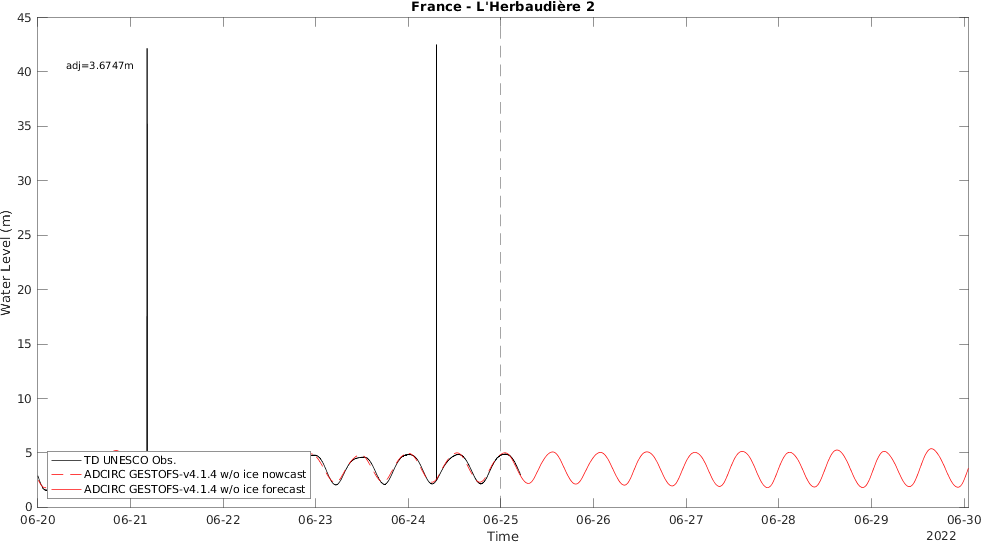 France - L'Herbaudière 2
45
40
35
30
25
20
15
10
5
0
Water Level (m)
adj=3.6747m
TD UNESCO Obs.
ADCIRC GESTOFS-v4.1.4 w/o ice nowcast
ADCIRC GESTOFS-v4.1.4 w/o ice forecast
06-20 06-21 06-22 06-23 06-24 06-25 06-26 06-27 06-28 06-29 06-30
Time
2022